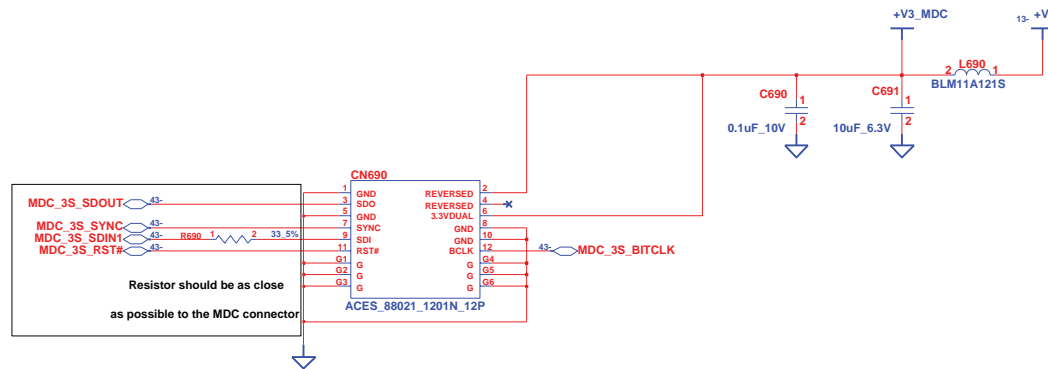 +V3_MDC
13-
+V
L690
2
1
BLM11A121S
C690
1
2
0.1uF_10V
C691
1
2
10uF_6.3V
CN690
1 GND REVERSED 2
MDC_3S_SDOUT 43- 3 SDO REVERSED 4
5 GND 3.3VDUAL 6
MDC_3S_SYNC 43- 7 SYNC GND 8
MDC_3S_SDIN1 43- R690 1 2 33_5% 9 SDI GND 10
MDC_3S_RST# 43- 11 RST# BCLK 12 43- MDC_3S_BITCLK
G1 G G G4
G2 G G G5
G3 G G G6
ACES_88021_1201N_12P
Resistor should be as close
as possible to the MDC connector